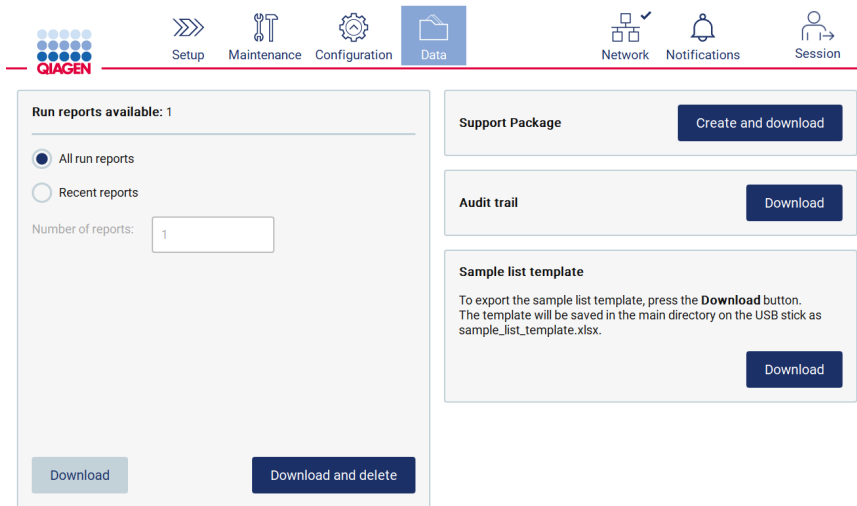 QIAGEN
Setup
Maintenance
Configuration
Data
Network
Notifications
Session
Run reports available: 1
All run reports
Recent reports
Number of reports:
1
Download
Download and delete
Support Package
Create and download
Audit trail
Download
Sample list template
To export the sample list template, press the Download button.
The template will be saved in the main directory on the USB stick as
sample_list_template.xlsx.
Download